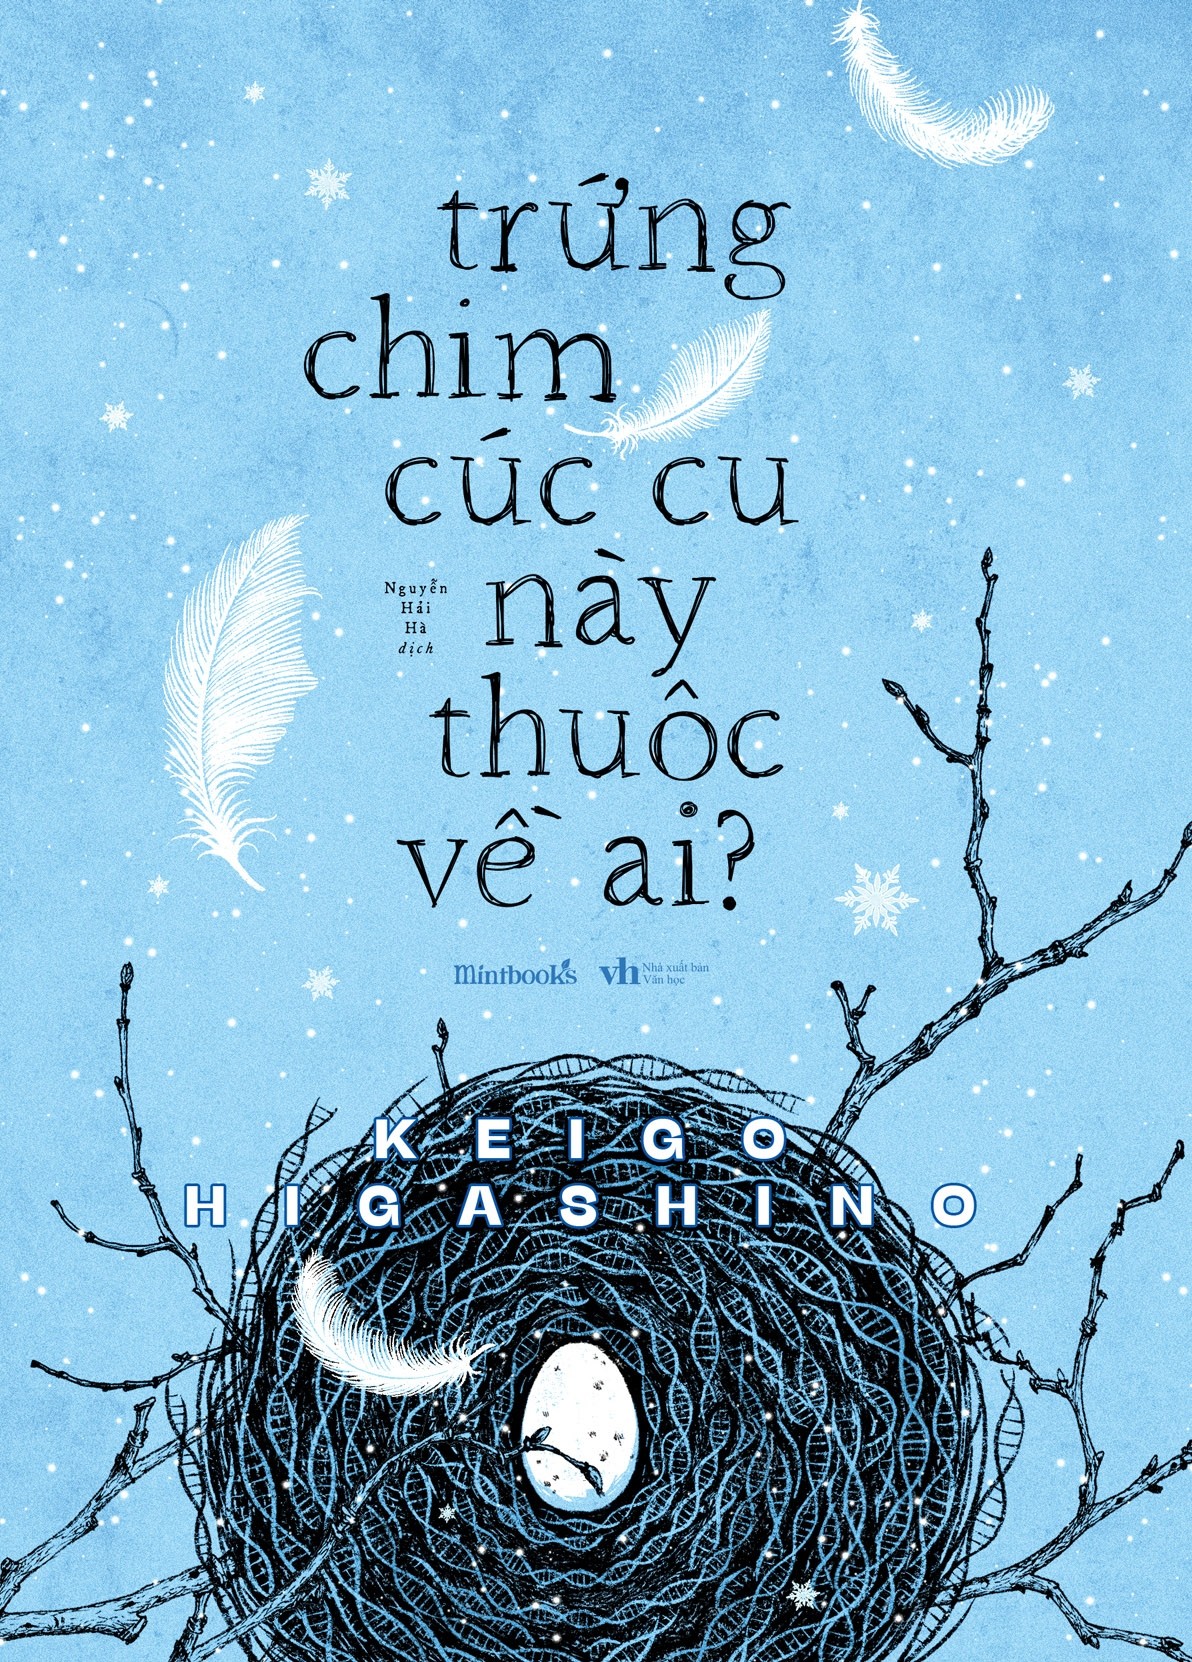 trứng
chim
cúc cu
này
thuộc
về ai?
Nguyễn
Hải
Hà
dịch
mintbooks
vh Nhà xuất bản
Văn học
KEIGO
HIGASHINO